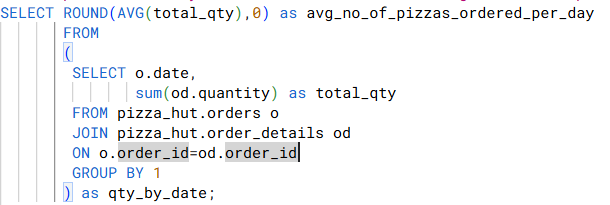 SELECT ROUND(AVG(total_qty),0) as avg_no_of_pizzas_ordered_per_day
FROM
(
SELECT o.date,
sum(od.quantity) as total_qty
FROM pizza_hut.orders o
JOIN pizza_hut.order_details od
ON o.order_id=od.order_id
GROUP BY 1
) as qty_by_date;